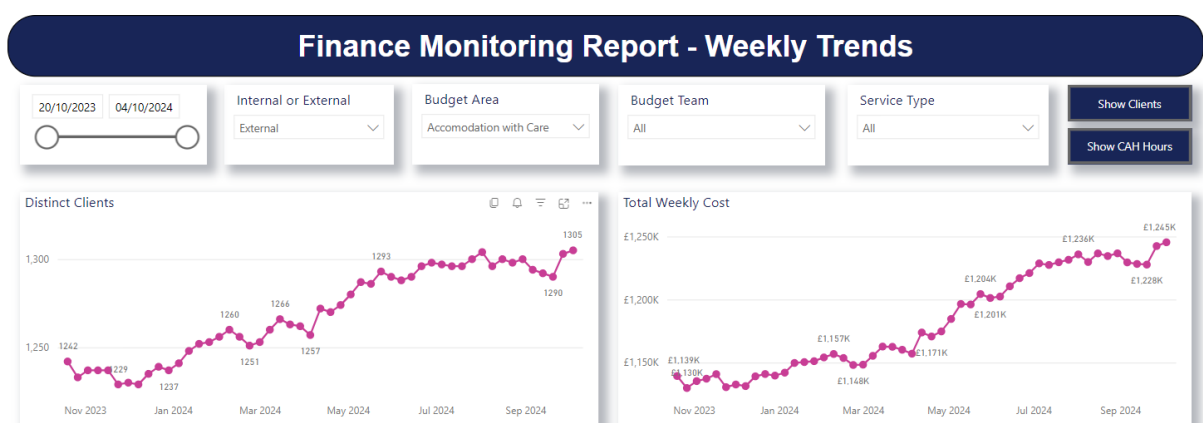 Finance Monitoring Report - Weekly Trends
20/10/2023 04/10/2024
Internal or External
External
Budget Area
Accomodation with Care
Budget Team
All
Service Type
All
Show Clients
Show CAH Hours
Distinct Clients
1,300
1,250
1242
1229
1237
1260
1251
1266
1257
1293
1290
1305
Nov 2023 Jan 2024 Mar 2024 May 2024 Jul 2024 Sep 2024
Total Weekly Cost
£1,250K
£1,200K
£1,150K
£1,139K
£1,130K
£1,157K
£1,148K
£1,171K
£1,204K
£1,201K
£1,236K
£1,228K
£1,245K
Nov 2023 Jan 2024 Mar 2024 May 2024 Jul 2024 Sep 2024